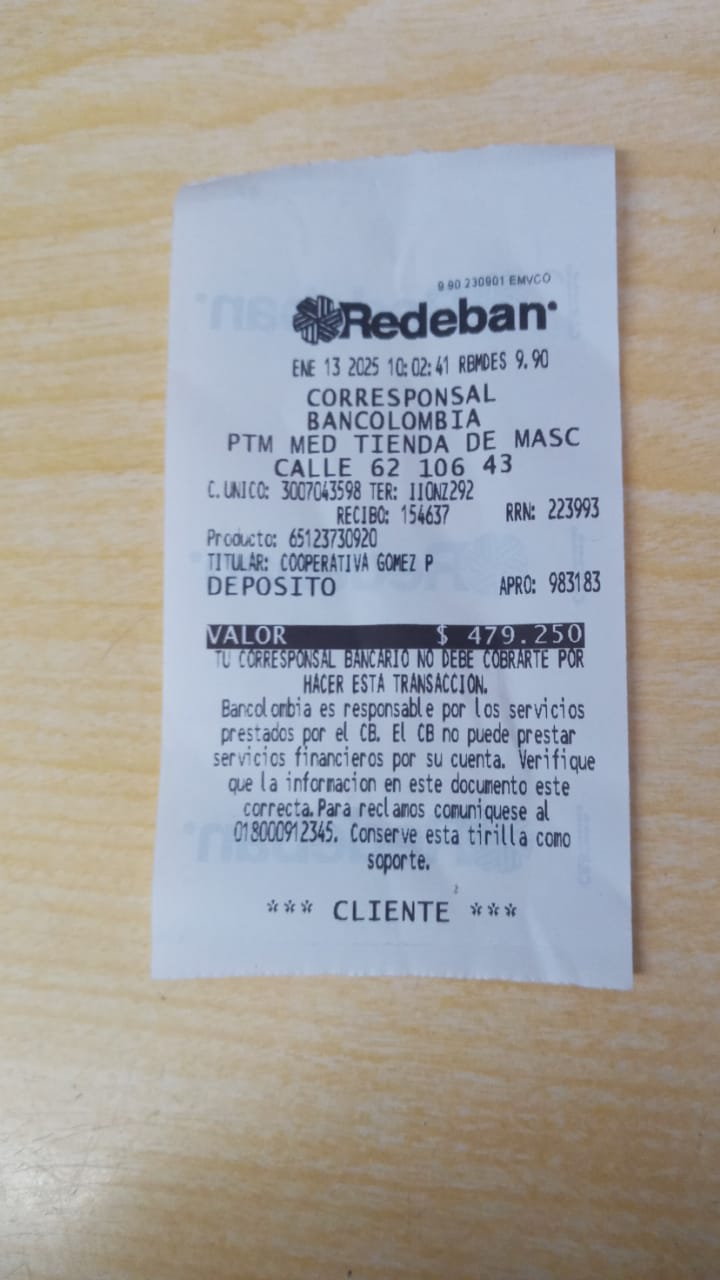 9 90 230901 EMVCO
Redeban
ENE 13 2025 10:02:41 RBMDES 9.90
CORRESPONSAL
BANCOLOMBIA
PTM MED TIENDA DE MASC
CALLE 62 106 43
C.UNICO: 3007043598 TER: IIONZ292
RECIBO: 154637 RRN: 223993
Producto: 65123730920
TITULAR: COOPERATIVA GOMEZ P
DEPOSITO APRO: 983183
VALOR $ 479.250
TU CORRESPONSAL BANCARIO NO DEBE COBRARTE POR
HACER ESTA TRANSACCION.
Bancolombia es responsable por los servicios
prestados por el CB. El CB no puede prestar
servicios financieros por su cuenta. Verifique
que la informacion en este documento este
correcta.Para reclamos comuniquese al
018000912345. Conserve esta tirilla como
soporte.
*** CLIENTE ***